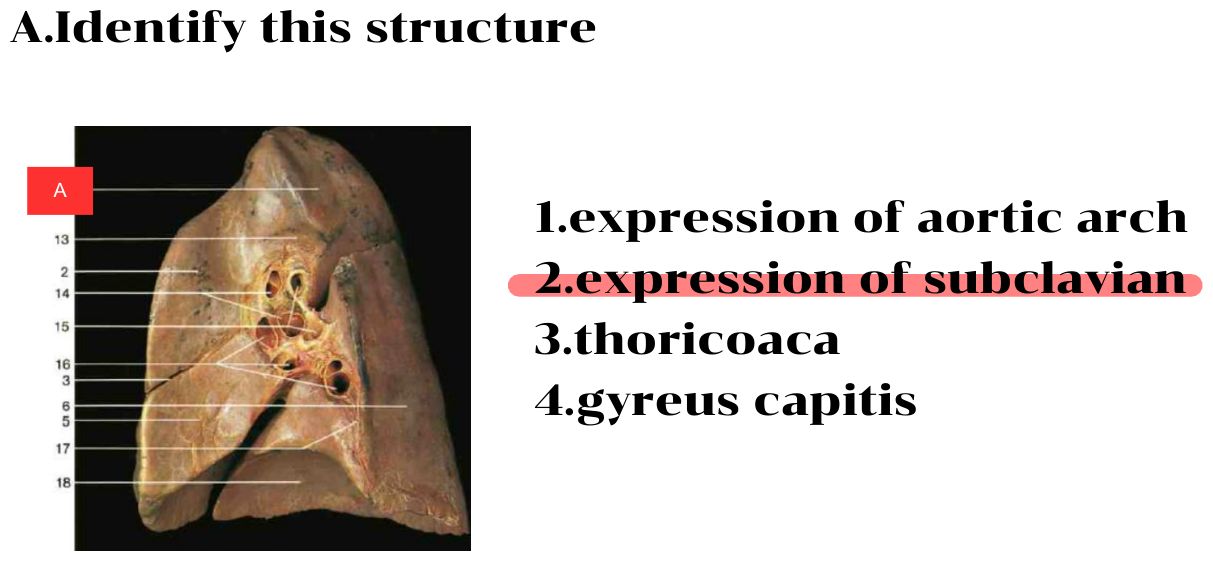 A.Identify this structure
A
13
2
14
15
16
3
6
5
17
18
1.expression of aortic arch
2.expression of subclavian
3.thoricoaca
4.gyreus capitis